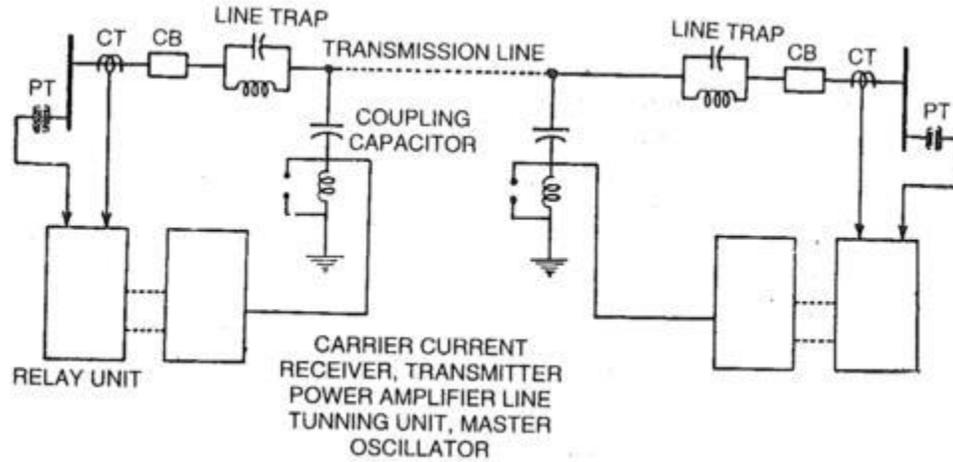 LINE TRAP
CT
CB
TRANSMISSION LINE
LINE TRAP
CB
CT
PT
PT
COUPLING
CAPACITOR
RELAY UNIT
CARRIER CURRENT
RECEIVER, TRANSMITTER
POWER AMPLIFIER LINE
TUNNING UNIT, MASTER
OSCILLATOR